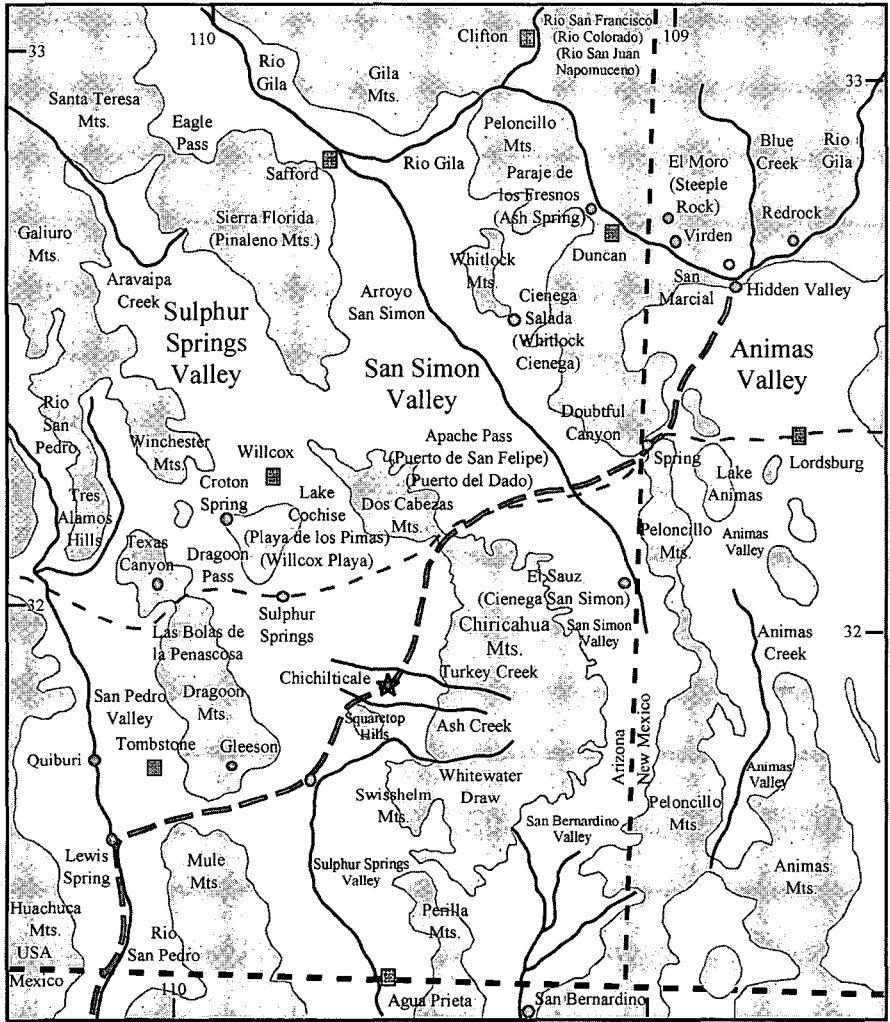 110
Rio San Francisco
(Rio Colorado)
(Rio San Juan
Napomuceno)
109
Clifton
33
33
Rio
Gila
Gila
Mts.
Santa Teresa
Mts.
Eagle
Pass
Peloncillo
Mts.
Blue
Creek
Rio
Gila
Safford
Rio Gila
El Moro
(Steeple
Rock)
Paraje de
los Fresnos
(Ash Spring)
Redrock
Sierra Florida
(Pinaleno Mts.)
Virden
Galiuro
Mts.
Duncan
Whitlock
Mts.
San
Marcial
Hidden Valley
Aravaipa
Creek
Arroyo
San Simon
Cienega
Salada
(Whitlock
Cienega)
Sulphur
Springs
Valley
San Simon
Valley
Animas
Valley
Rio
San
Pedro
Doubtful
Canyon
Winchester
Mts.
Willcox
Apache Pass
(Puerto de San Felipe)
(Puerto del Dado)
Spring
Lordsburg
Croton
Spring
Lake
Cochise
(Playa de los Pimas)
(Willcox Playa)
Dos Cabezas
Mts.
Lake
Animas
Tres
Alamos
Hills
Peloncillo
Mts.
Animas
Valley
Texas
Canyon
Dragoon
Pass
El Sauz
(Cienega San Simon)
32
32
Sulphur
Springs
Las Bolas de
la Penascosa
Chiricahua
Mts.
San Simon
Valley
Animas
Creek
Chichilticale
Turkey Creek
San Pedro
Valley
Dragoon
Mts.
Squaretop
Hills
Ash Creek
Arizona
New Mexico
Tombstone
Gleeson
Quiburi
Whitewater
Draw
Animas
Valley
Swisshelm
Mts.
Peloncillo
Mts.
San Bernardino
Valley
Lewis
Spring
Mule
Mts.
Sulphur Springs
Valley
Animas
Mts.
Huachuca
Mts.
Perilla
Mts.
Rio
San Pedro
USA
Mexico
110
Agua Prieta
San Bernardino